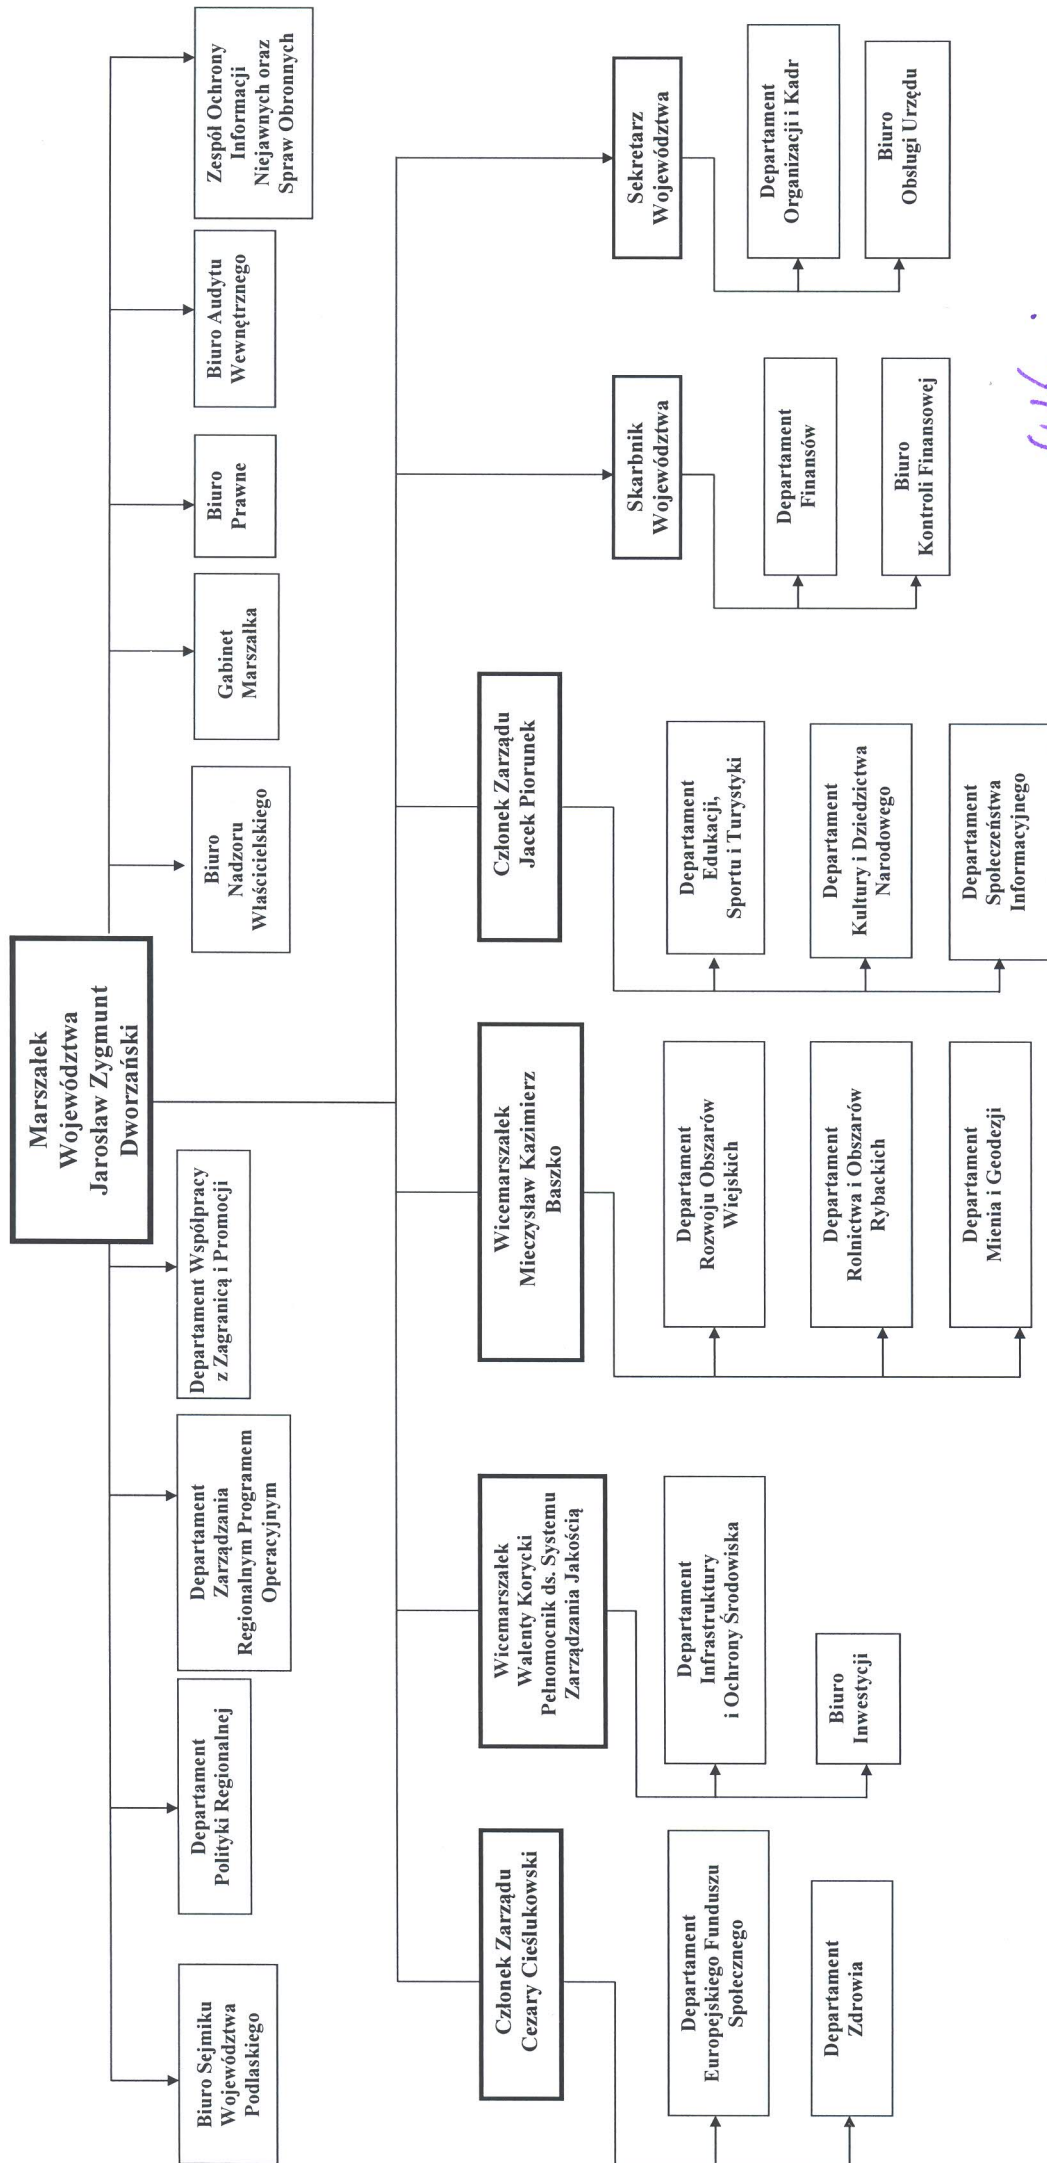 Marszałek
Województwa
Jarosław Zygmunt
Dworzański
Biuro Sejmiku
Województwa
Podlaskiego
Departament
Polityki Regionalnej
Departament
Zarządzania
Regionalnym Programem
Operacyjnym
Departament Współpracy
z Zagranicą i Promocji
Biuro
Nadzoru
Właścicielskiego
Gabinet
Marszałka
Biuro
Prawne
Biuro Audytu
Wewnętrznego
Zespół Ochrony
Informacji
Niejawnych oraz
Spraw Obronnych
Członek Zarządu
Cezary Cieślukowski
Departament
Europejskiego Funduszu
Społecznego
Departament
Zdrowia
Wicemarszałek
Walenty Korycki
Pełnomocnik ds. Systemu
Zarządzania Jakością
Departament
Infrastruktury
i Ochrony Środowiska
Biuro
Inwestycji
Wicemarszałek
Mieczysław Kazimierz
Baszko
Departament
Rozwoju Obszarów
Wiejskich
Departament
Rolnictwa i Obszarów
Rybackich
Departament
Mienia i Geodezji
Członek Zarządu
Jacek Piorunek
Departament
Edukacji,
Sportu i Turystyki
Departament
Kultury i Dziedzictwa
Narodowego
Departament
Społeczeństwa
Informacyjnego
Skarbnik
Województwa
Departament
Finansów
Biuro
Kontroli Finansowej
Sekretarz
Województwa
Departament
Organizacji i Kadr
Biuro
Obsługi Urzędu